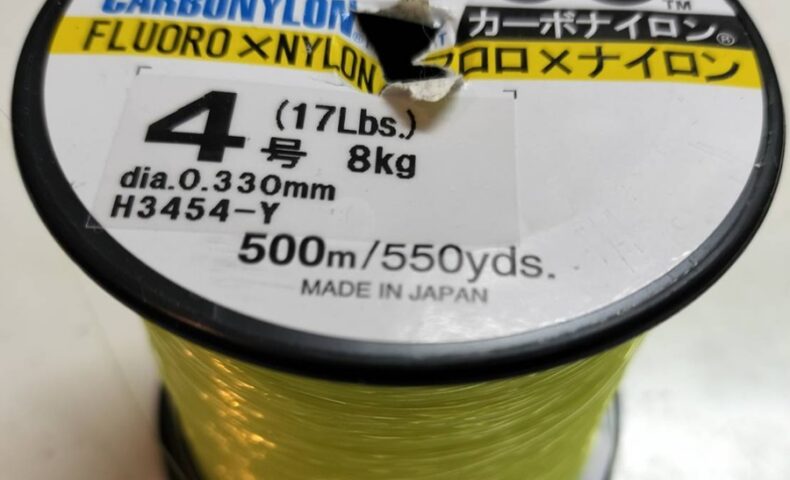 CARBONYLON
カーボナイロン®
FLUORO×NYLON
ロロ×ナイロン
TM
4号
(17Lbs.)
8kg
dia.0.330mm
H3454-Y
500m/550yds.
MADE IN JAPAN